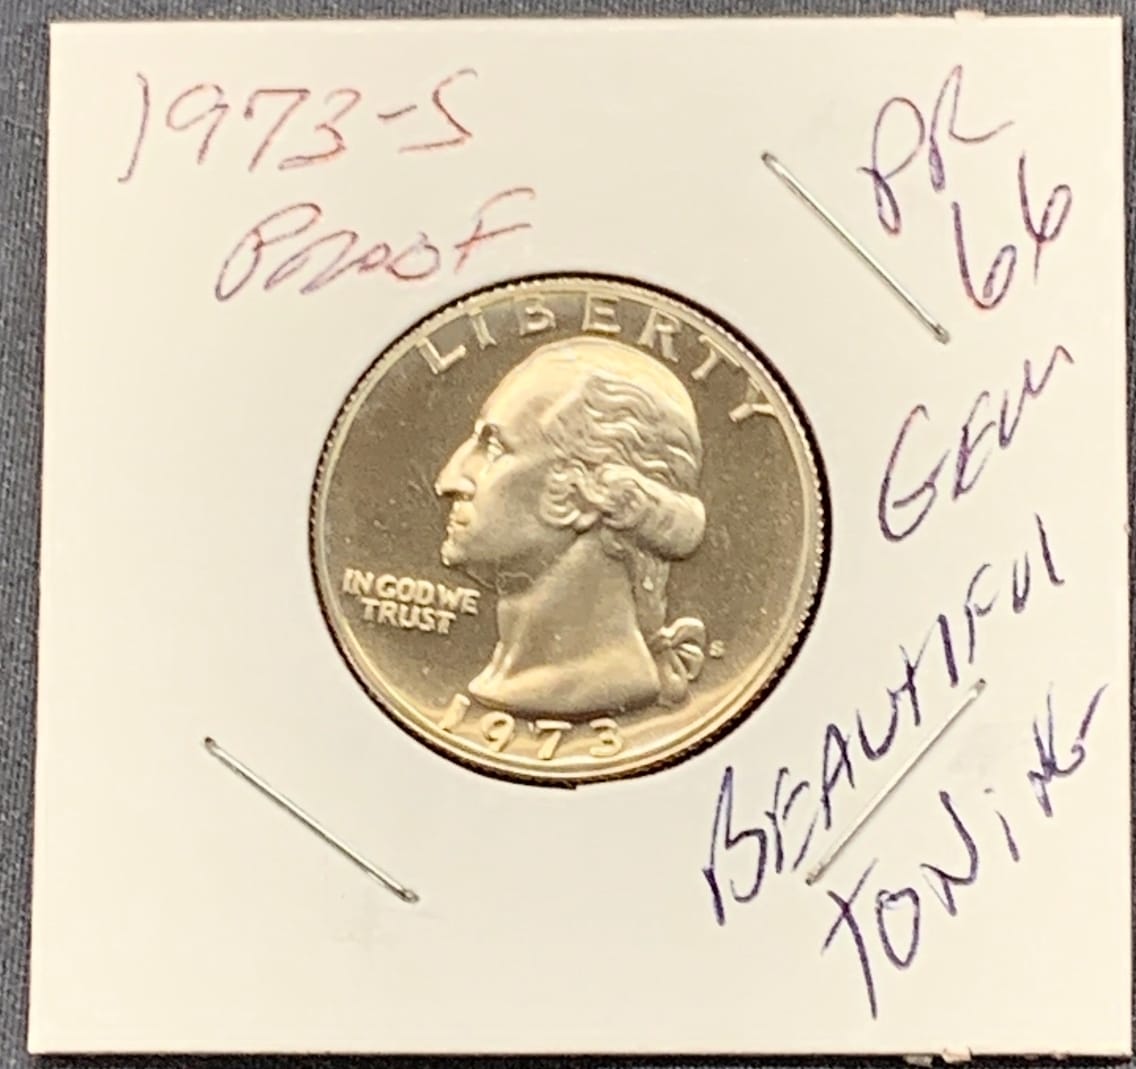 1973-S
PROOF
PR
66
GEM
BEAUTIFUL
TONING
LIBERTY
IN GOD WE
TRUST
S
1973